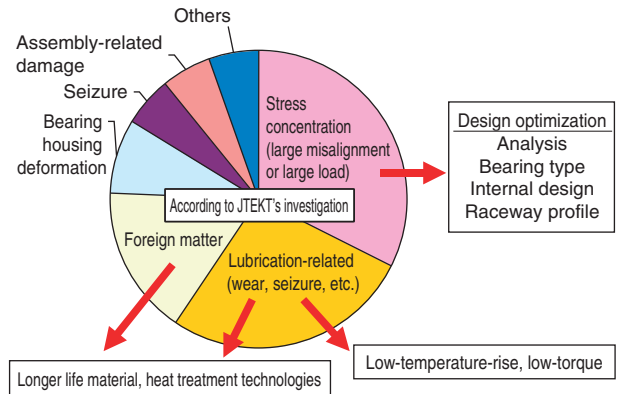 Others
Assembly-related
damage
Seizure
Bearing
housing
deformation
Stress
concentration
(large misalignment
or large load)
Design optimization
Analysis
Bearing type
Internal design
Raceway profile
According to JTEKT's investigation
Foreign matter
Lubrication-related
(wear, seizure, etc.)
Low-temperature-rise, low-torque
Longer life material, heat treatment technologies